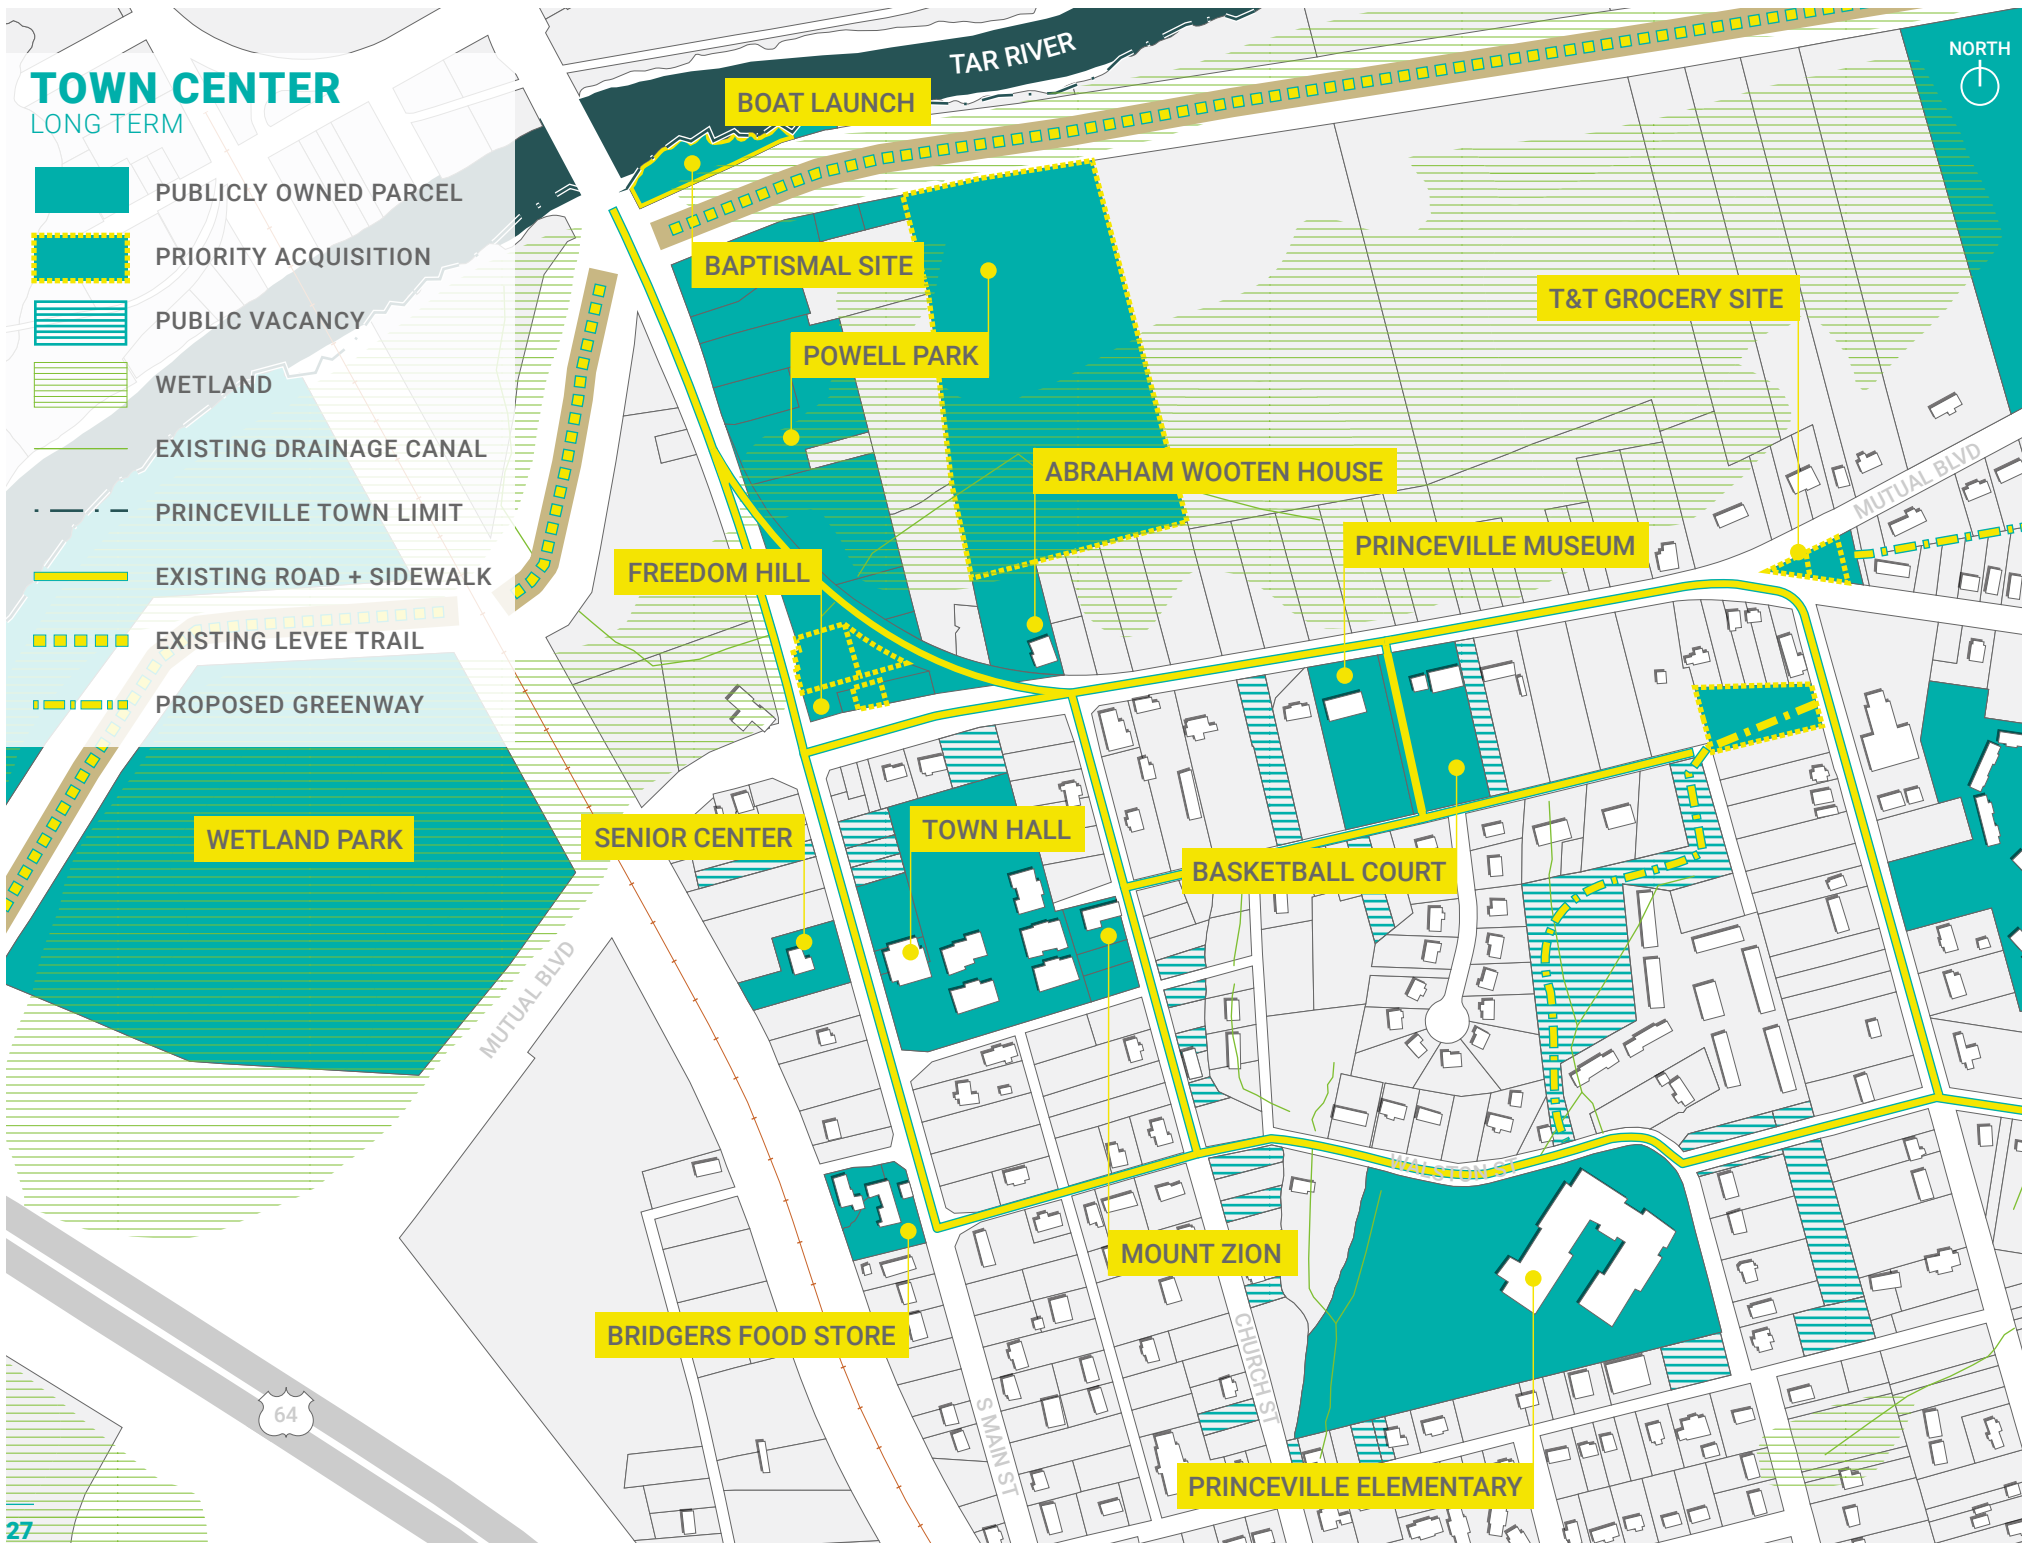 TOWN CENTER
LONG TERM
PUBLICLY OWNED PARCEL
PRIORITY ACQUISITION
PUBLIC VACANCY
WETLAND
EXISTING DRAINAGE CANAL
PRINCEVILLE TOWN LIMIT
EXISTING ROAD + SIDEWALK
EXISTING LEVEE TRAIL
PROPOSED GREENWAY
TAR RIVER
NORTH
BOAT LAUNCH
BAPTISMAL SITE
T&T GROCERY SITE
POWELL PARK
ABRAHAM WOOTEN HOUSE
MUTUAL BLVD
PRINCEVILLE MUSEUM
FREEDOM HILL
WETLAND PARK
SENIOR CENTER
TOWN HALL
BASKETBALL COURT
MUTUAL BLVD
WALSTON ST
MOUNT ZION
BRIDGERS FOOD STORE
CHURCH ST
S MAIN ST
64
PRINCEVILLE ELEMENTARY
27